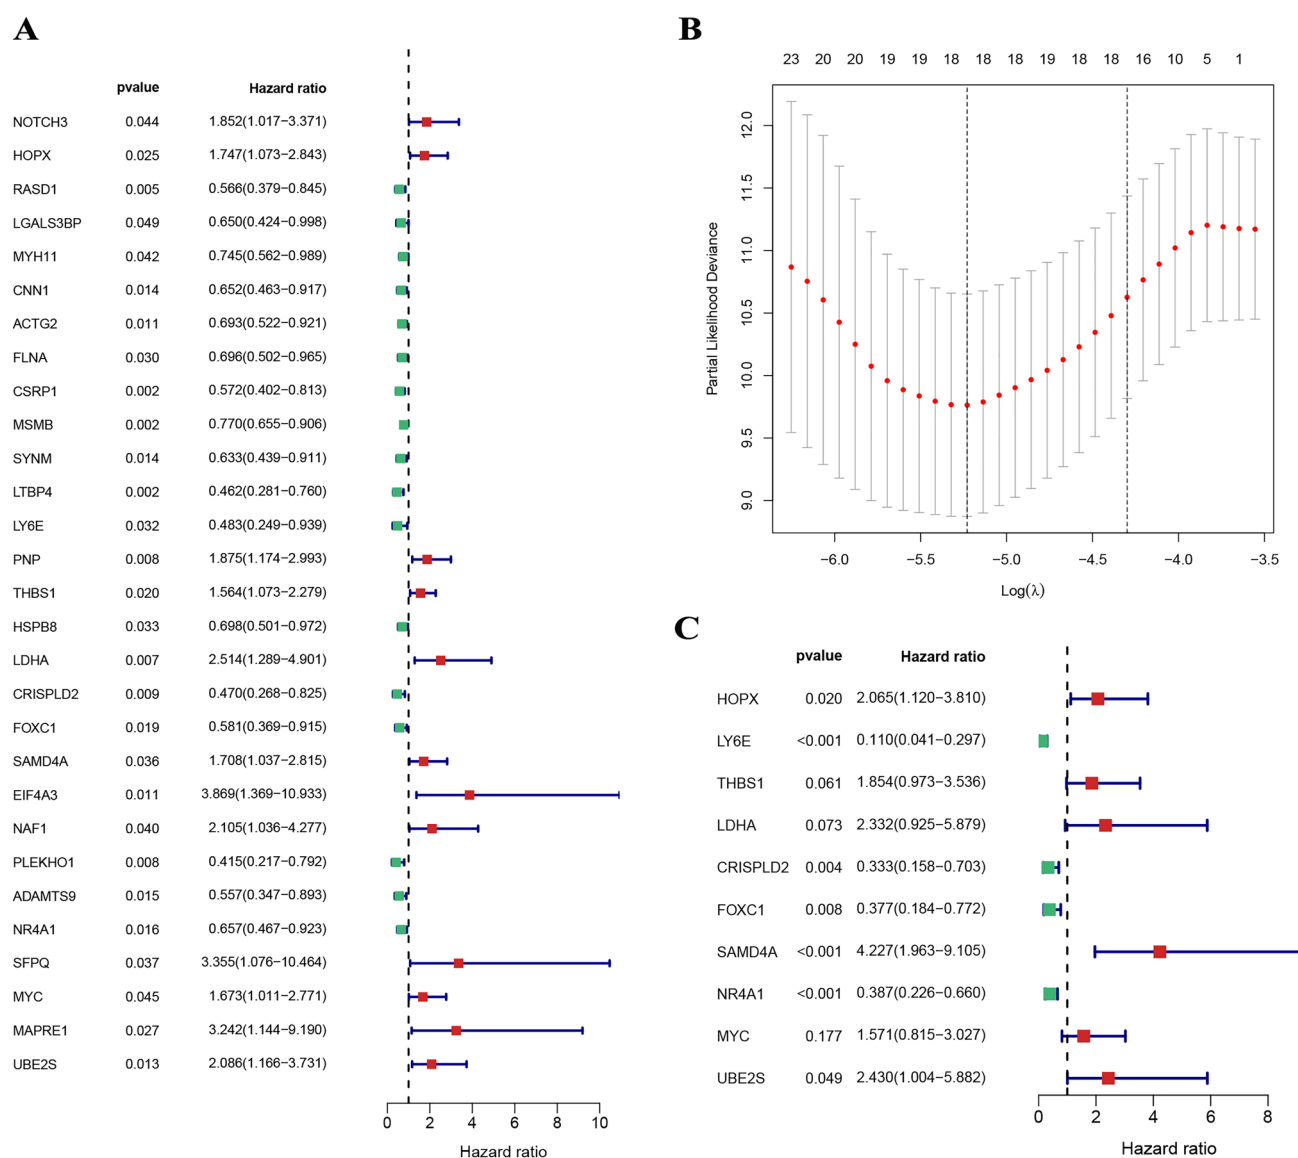 A
pvalue Hazard ratio
NOTCH3 0.044 1.852(1.017−3.371)
HOPX 0.025 1.747(1.073−2.843)
RASD1 0.005 0.566(0.379−0.845)
LGALS3BP 0.049 0.650(0.424−0.998)
MYH11 0.042 0.745(0.562−0.989)
CNN1 0.014 0.652(0.463−0.917)
ACTG2 0.011 0.693(0.522−0.921)
FLNA 0.030 0.696(0.502−0.965)
CSRP1 0.002 0.572(0.402−0.813)
MSMB 0.002 0.770(0.655−0.906)
SYNM 0.014 0.633(0.439−0.911)
LTBP4 0.002 0.462(0.281−0.760)
LY6E 0.032 0.483(0.249−0.939)
PNP 0.008 1.875(1.174−2.993)
THBS1 0.020 1.564(1.073−2.279)
HSPB8 0.033 0.698(0.501−0.972)
LDHA 0.007 2.514(1.289−4.901)
CRISPLD2 0.009 0.470(0.268−0.825)
FOXC1 0.019 0.581(0.369−0.915)
SAMD4A 0.036 1.708(1.037−2.815)
EIF4A3 0.011 3.869(1.369−10.933)
NAF1 0.040 2.105(1.036−4.277)
PLEKHO1 0.008 0.415(0.217−0.792)
ADAMTS9 0.015 0.557(0.347−0.893)
NR4A1 0.016 0.657(0.467−0.923)
SFPQ 0.037 3.355(1.076−10.464)
MYC 0.045 1.673(1.011−2.771)
MAPRE1 0.027 3.242(1.144−9.190)
UBE2S 0.013 2.086(1.166−3.731)
0 2 4 6 8 10
Hazard ratio
B
23 20 20 19 19 18 18 18 19 18 18 16 10 5 1
12.0
11.5
11.0
10.5
10.0
9.5
9.0
Partial Likelihood Deviance
−6.0 −5.5 −5.0 −4.5 −4.0 −3.5
Log(λ)
C
pvalue Hazard ratio
HOPX 0.020 2.065(1.120−3.810)
LY6E <0.001 0.110(0.041−0.297)
THBS1 0.061 1.854(0.973−3.536)
LDHA 0.073 2.332(0.925−5.879)
CRISPLD2 0.004 0.333(0.158−0.703)
FOXC1 0.008 0.377(0.184−0.772)
SAMD4A <0.001 4.227(1.963−9.105)
NR4A1 <0.001 0.387(0.226−0.660)
MYC 0.177 1.571(0.815−3.027)
UBE2S 0.049 2.430(1.004−5.882)
0 2 4 6 8
Hazard ratio